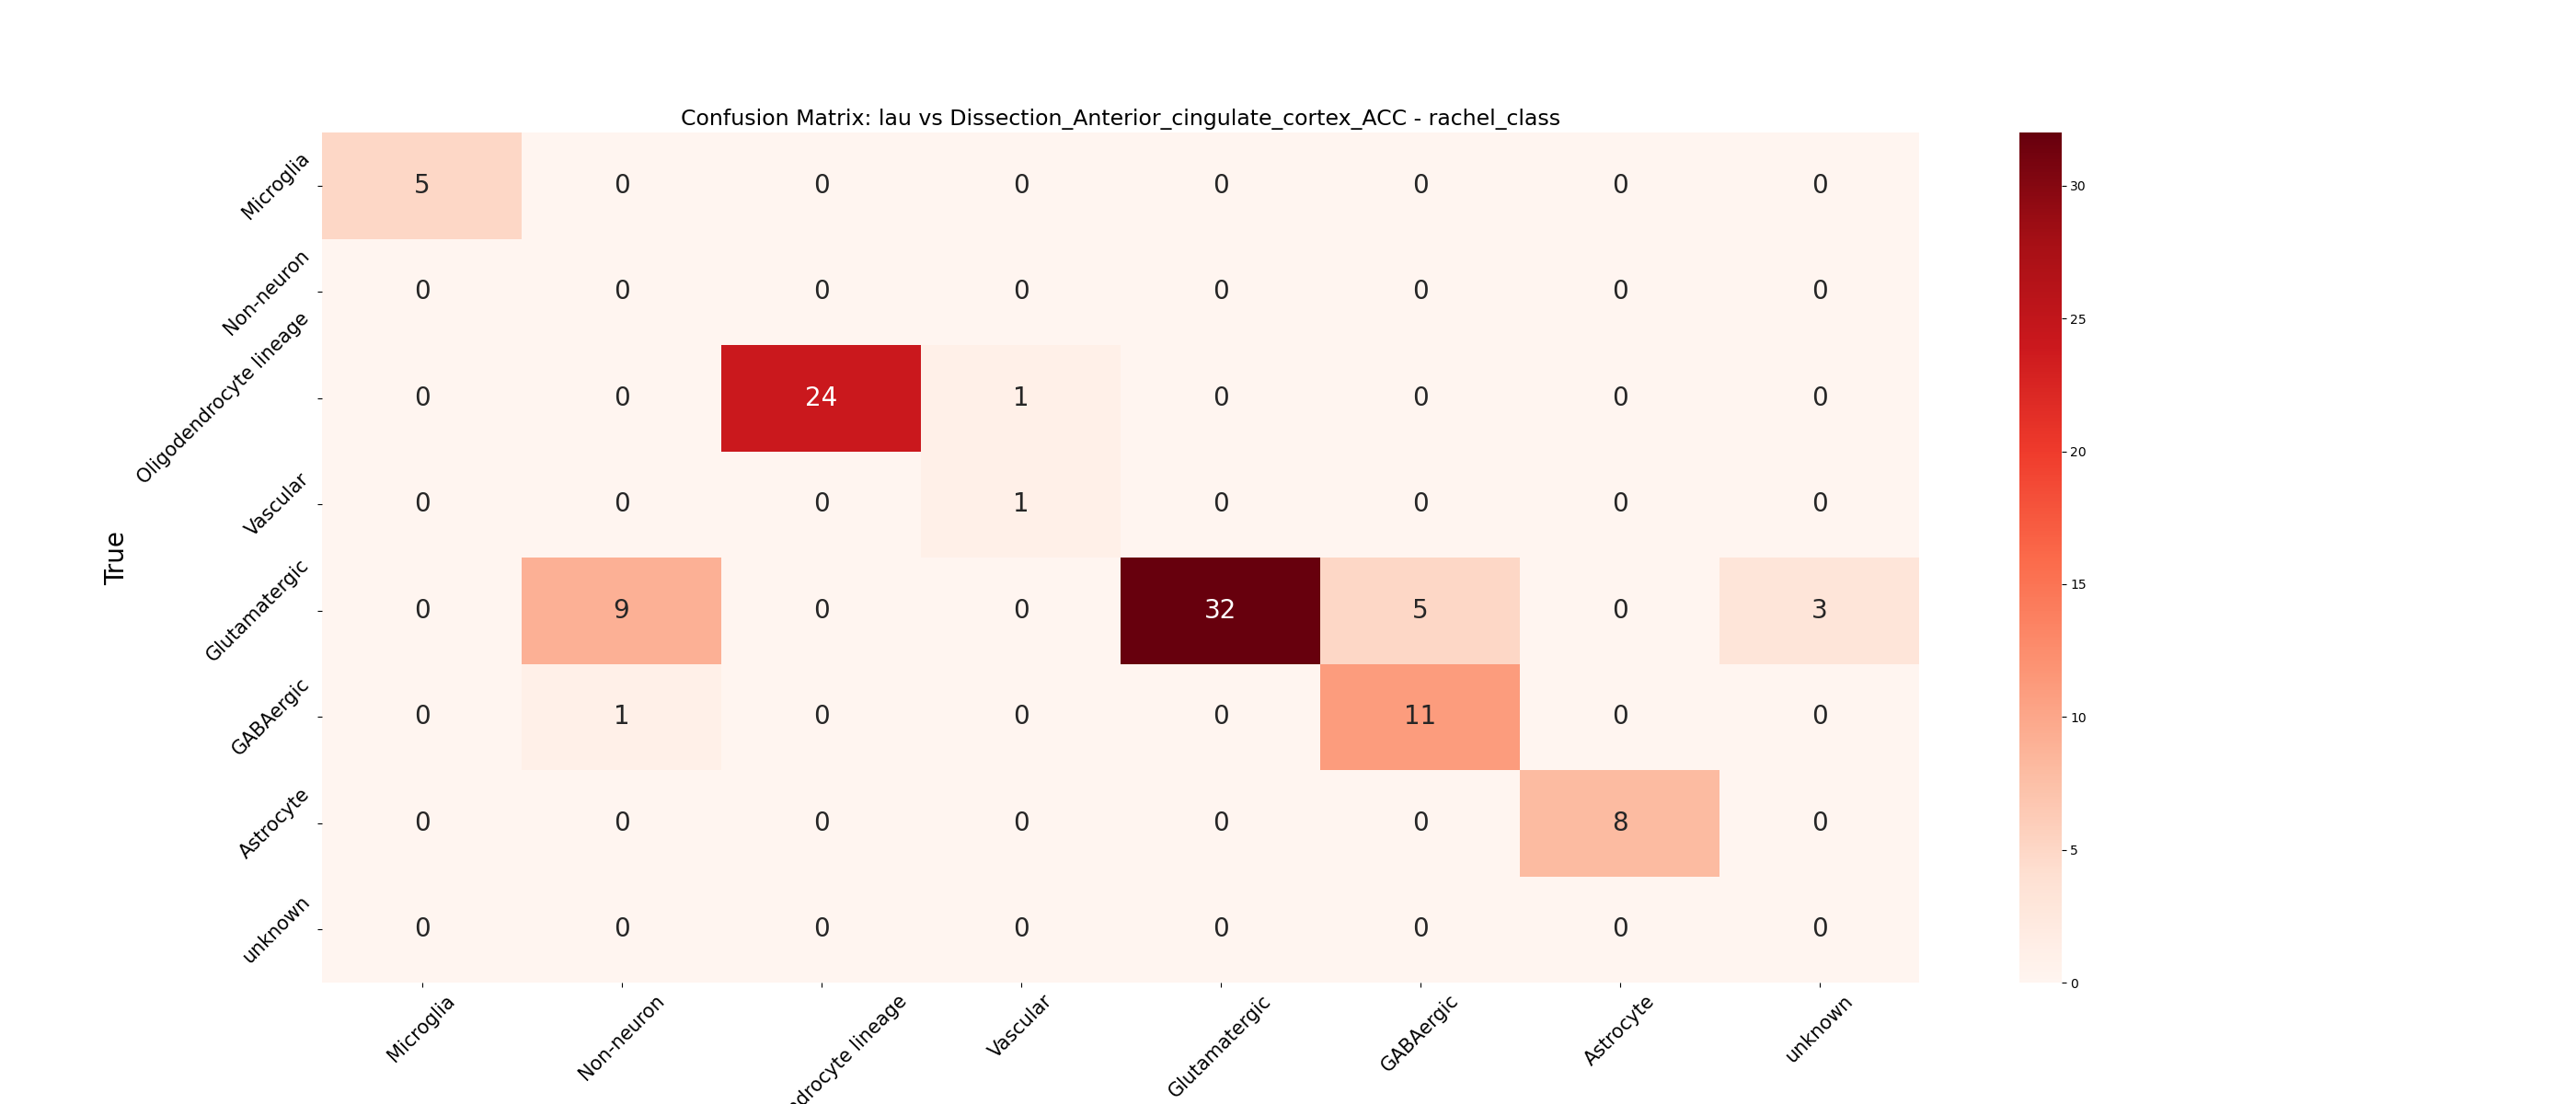 Confusion Matrix: lau vs Dissection_Anterior_cingulate_cortex_ACC - rachel_class
True
Microglia 5 0 0 0 0 0 0 0
Non-neuron 0 0 0 0 0 0 0 0
Oligodendrocyte lineage 0 0 24 1 0 0 0 0
Vascular 0 0 0 1 0 0 0 0
Glutamatergic 0 9 0 0 32 5 0 3
GABAergic 0 1 0 0 0 11 0 0
Astrocyte 0 0 0 0 0 0 8 0
unknown 0 0 0 0 0 0 0 0
Microglia Non-neuron lineage Vascular Glutamatergic GABAergic Astrocyte unknown
30
25
20
15
10
5
0